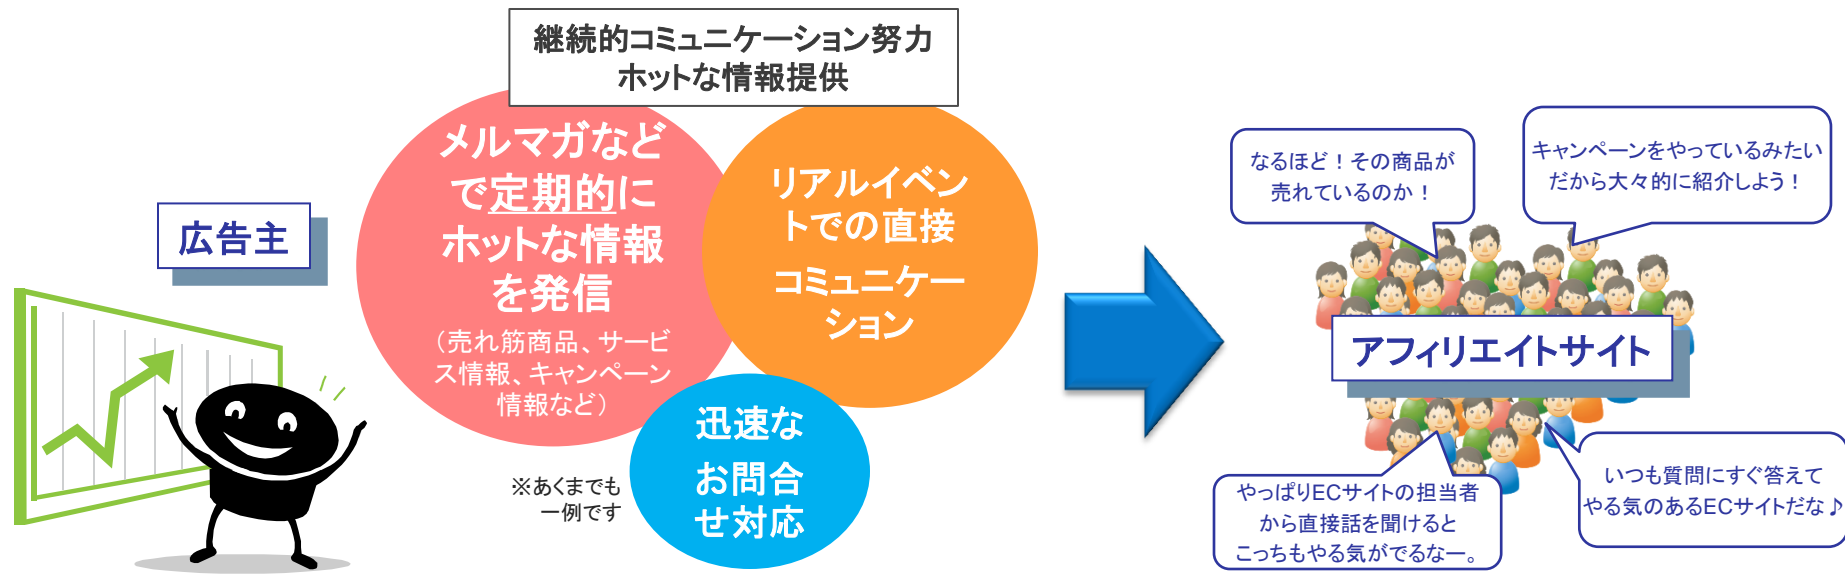 継続的コミュニケーション努力
ホットな情報提供
広告主
メルマガなど
で定期的に
ホットな情報
を発信
（売れ筋商品、サービ
ス情報、キャンペーン
情報など）
リアルイベン
トでの直接
コミュニケー
ション
迅速な
お問合
せ対応
※あくまでも
一例です
なるほど！その商品が
売れているのか！
キャンペーンをやっているみたい
だから大々的に紹介しよう！
アフィリエイトサイト
やっぱりECサイトの担当者
から直接話を聞けると
こっちもやる気がでるなー。
いつも質問にすぐ答えて
やる気のあるECサイトだな♪